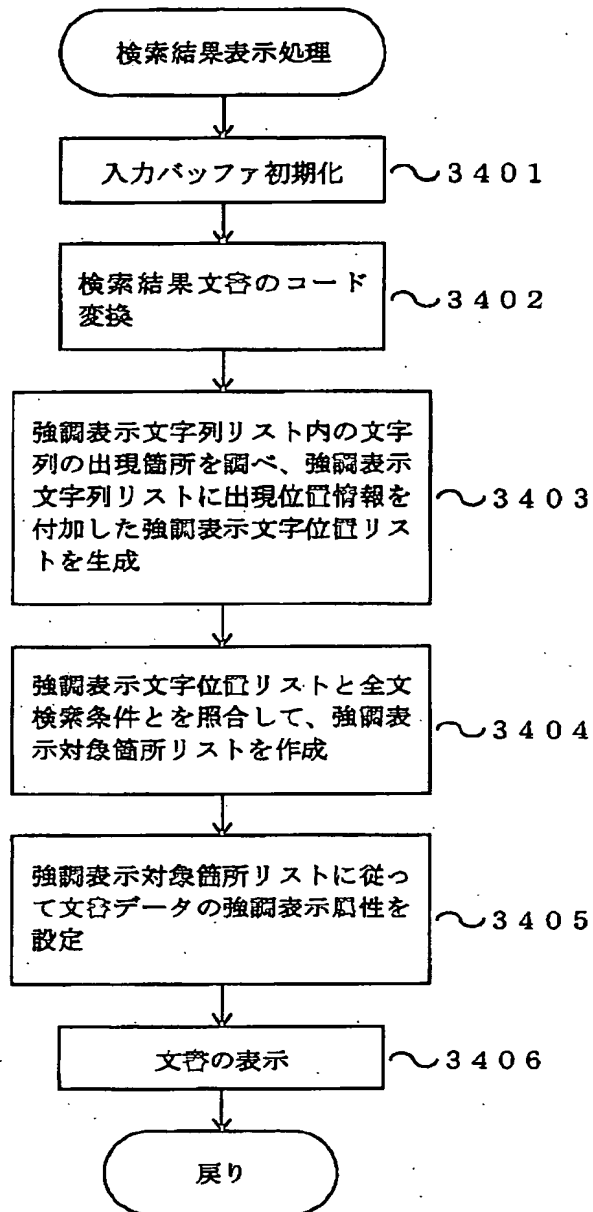 検索結果表示処理
入力バッファ初期化
3401
検索結果文書のコード
変換
3402
強調表示文字列リスト内の文字
列の出現箇所を調べ、強調表示
文字列リストに出現位置情報を
付加した強調表示文字位置リス
トを生成
3403
強調表示文字位置リストと全文
検索条件とを照合して、強調表
示対象箇所リストを作成
3404
強調表示対象箇所リストに従っ
て文書データの強調表示属性を
設定
3405
文書の表示
3406
戻り